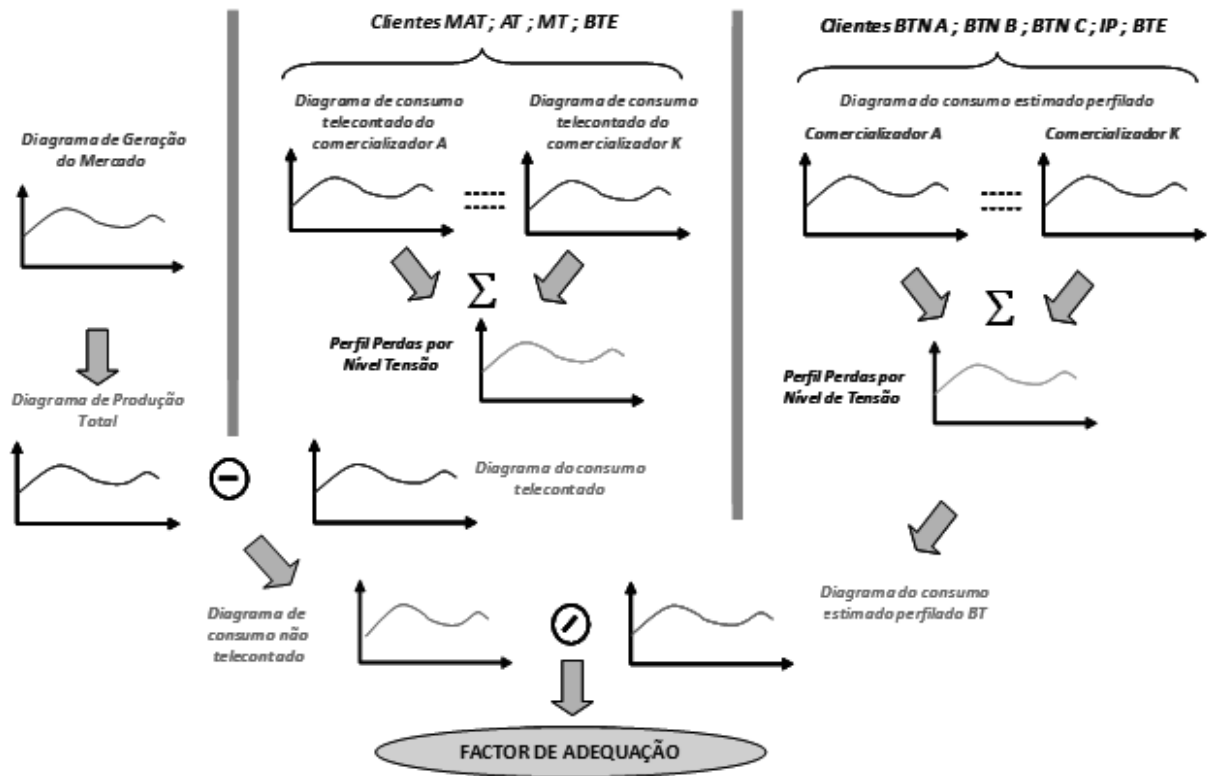 Clientes MAT ; AT ; MT ; BTE
Clientes BTN A ; BTN B ; BTN C ; IP ; BTE
Diagrama de Geração
do Mercado
Diagrama de consumo
telecontado do
comercializador A
Diagrama de consumo
telecontado do
comercializador K
Diagrama do consumo estimado perfilado
Comercializador A
Comercializador K
Σ
Σ
Perfil Perdas por
Nível Tensão
Perfil Perdas por
Nível de Tensão
Diagrama de Produção
Total
Diagrama do consumo
telecontado
Diagrama de
consumo não
telecontado
Diagrama do consumo
estimado perfilado BT
FACTOR DE ADEQUAÇÃO